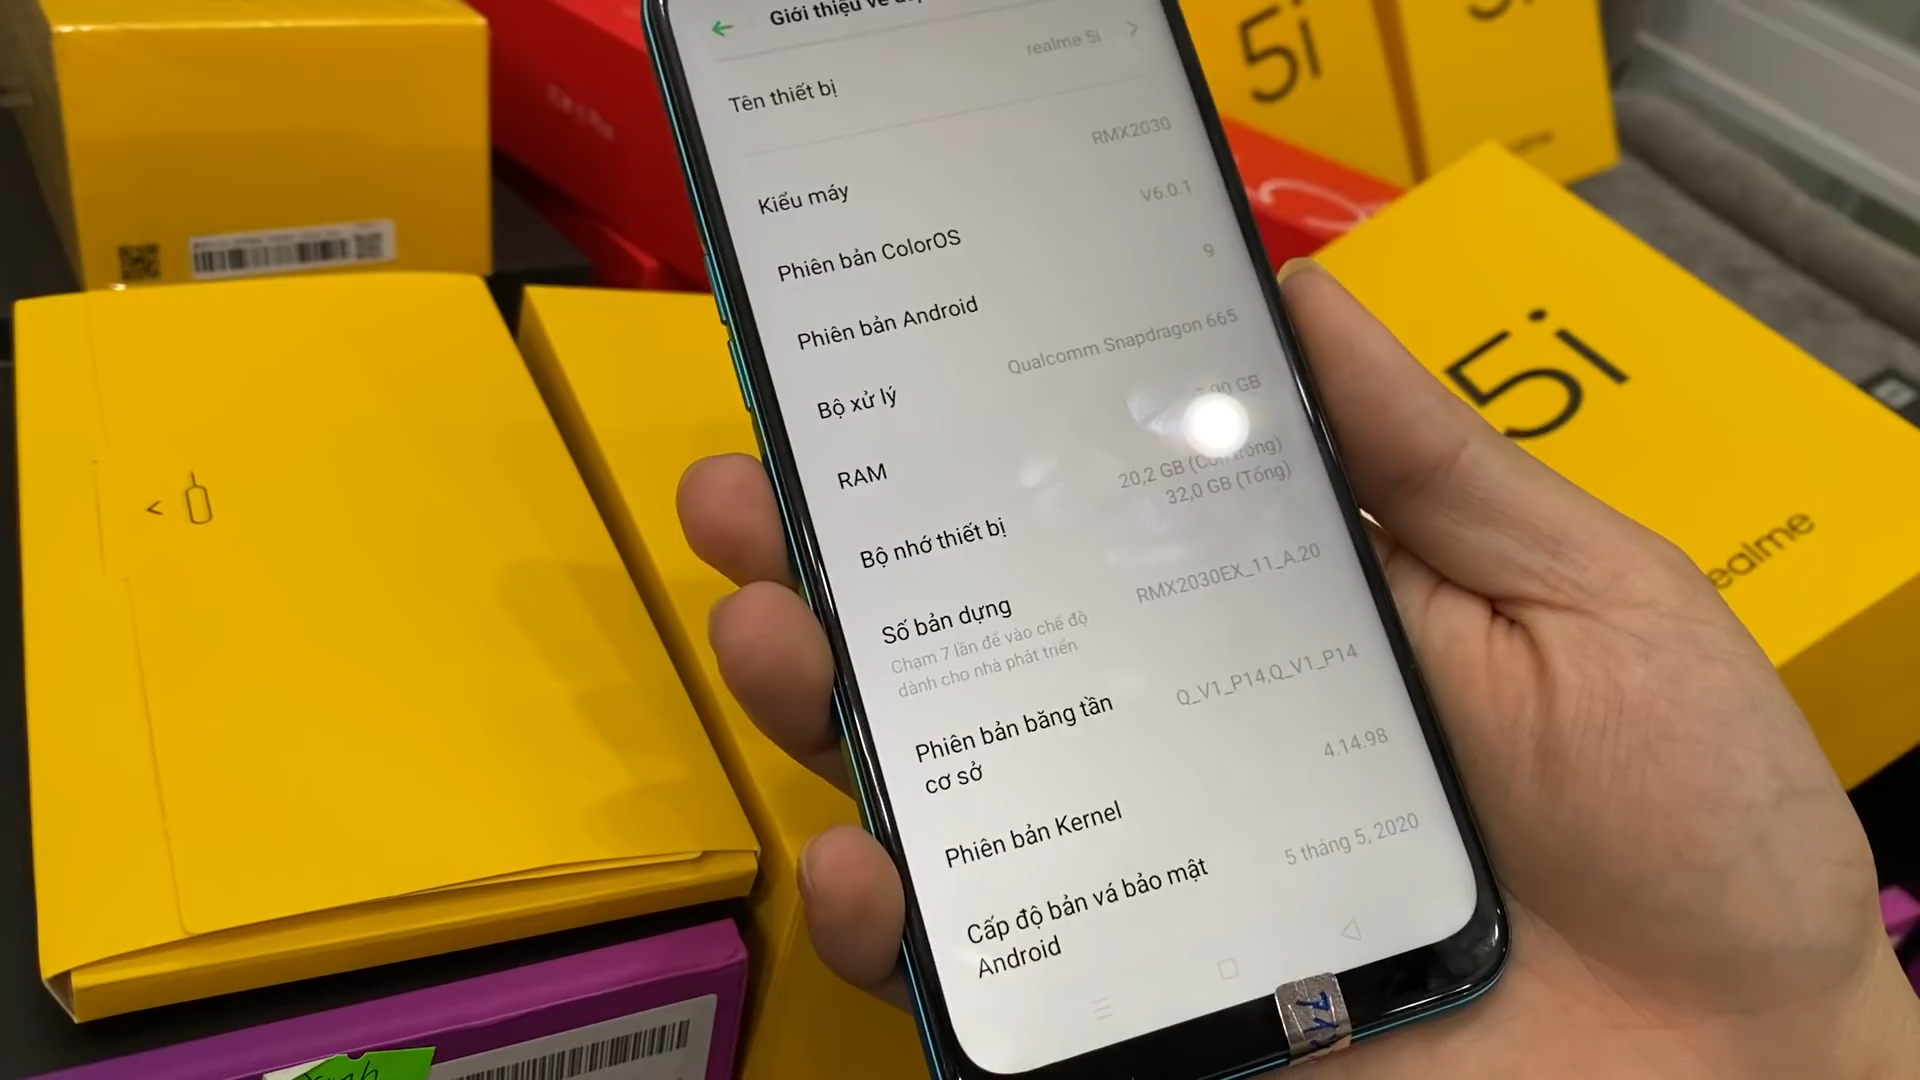 Giới thiệu về
realme 5i
Tên thiết bị
RMX2030
Kiểu máy
V6.0.1
Phiên bản ColorOS
9
Phiên bản Android
Qualcomm Snapdragon 665
Bộ xử lý
GB
RAM
20,2 GB (Còn trống)
32,0 GB (Tổng)
Bộ nhớ thiết bị
RMX2030EX_11_A.20
Số bản dựng
Chạm 7 lần để vào chế độ
dành cho nhà phát triển
Q_V1_P14,Q_V1_P14
Phiên bản băng tần
cơ sở
4.14.98
Phiên bản Kernel
5 tháng 5, 2020
Cấp độ bản vá bảo mật
Android
5i
5i
realme